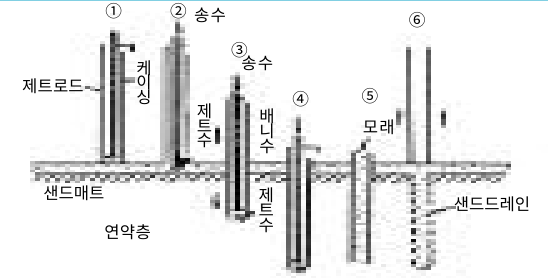 ①
② 송수
③ 송수
④
⑤
⑥
제트로드
케이싱
제트수
배니수
제트수
모래
샌드매트
샌드드레인
연약층